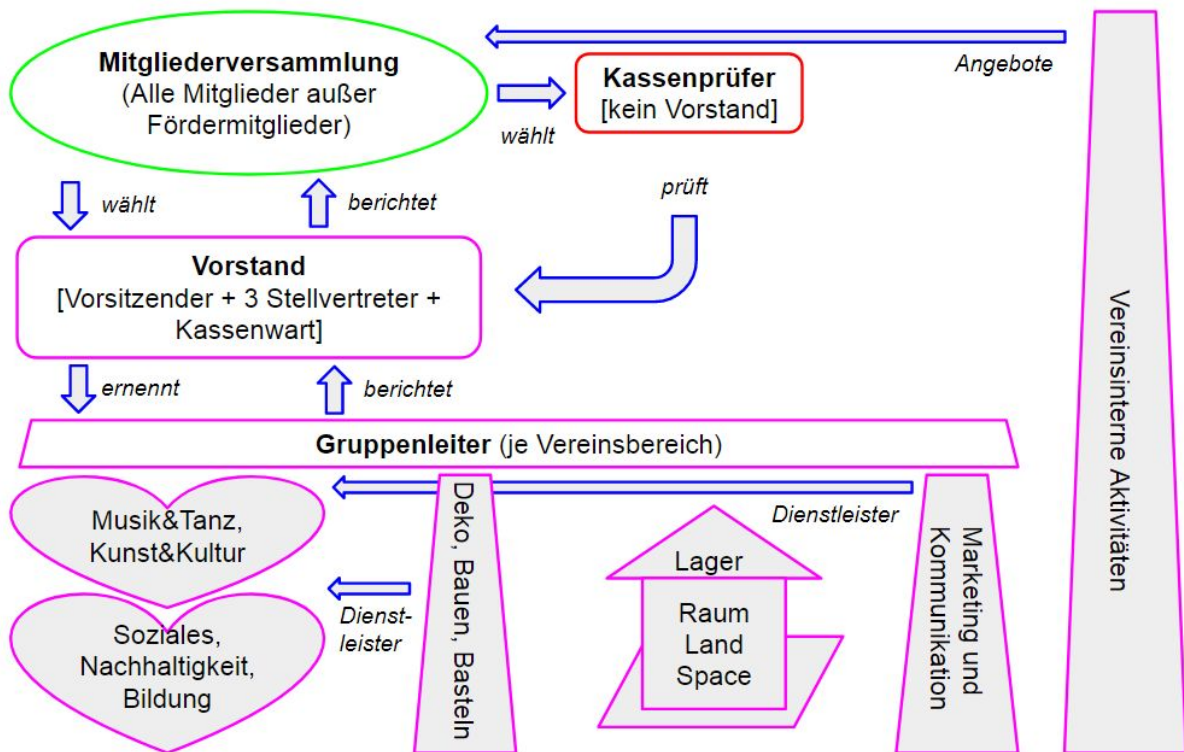 Mitgliederversammlung
(Alle Mitglieder außer
Fördermitglieder)
wählt
Kassenprüfer
[kein Vorstand]
Angebote
wählt
berichtet
prüft
Vorstand
[Vorsitzender + 3 Stellvertreter +
Kassenwart]
ernennt
berichtet
Gruppenleiter (je Vereinsbereich)
Musik&Tanz,
Kunst&Kultur
Soziales,
Nachhaltigkeit,
Bildung
Dienst-
leister
Deko, Bauen, Basteln
Dienstleister
Lager
Raum
Land
Space
Marketing und
Kommunikation
Vereinsinterne Aktivitäten